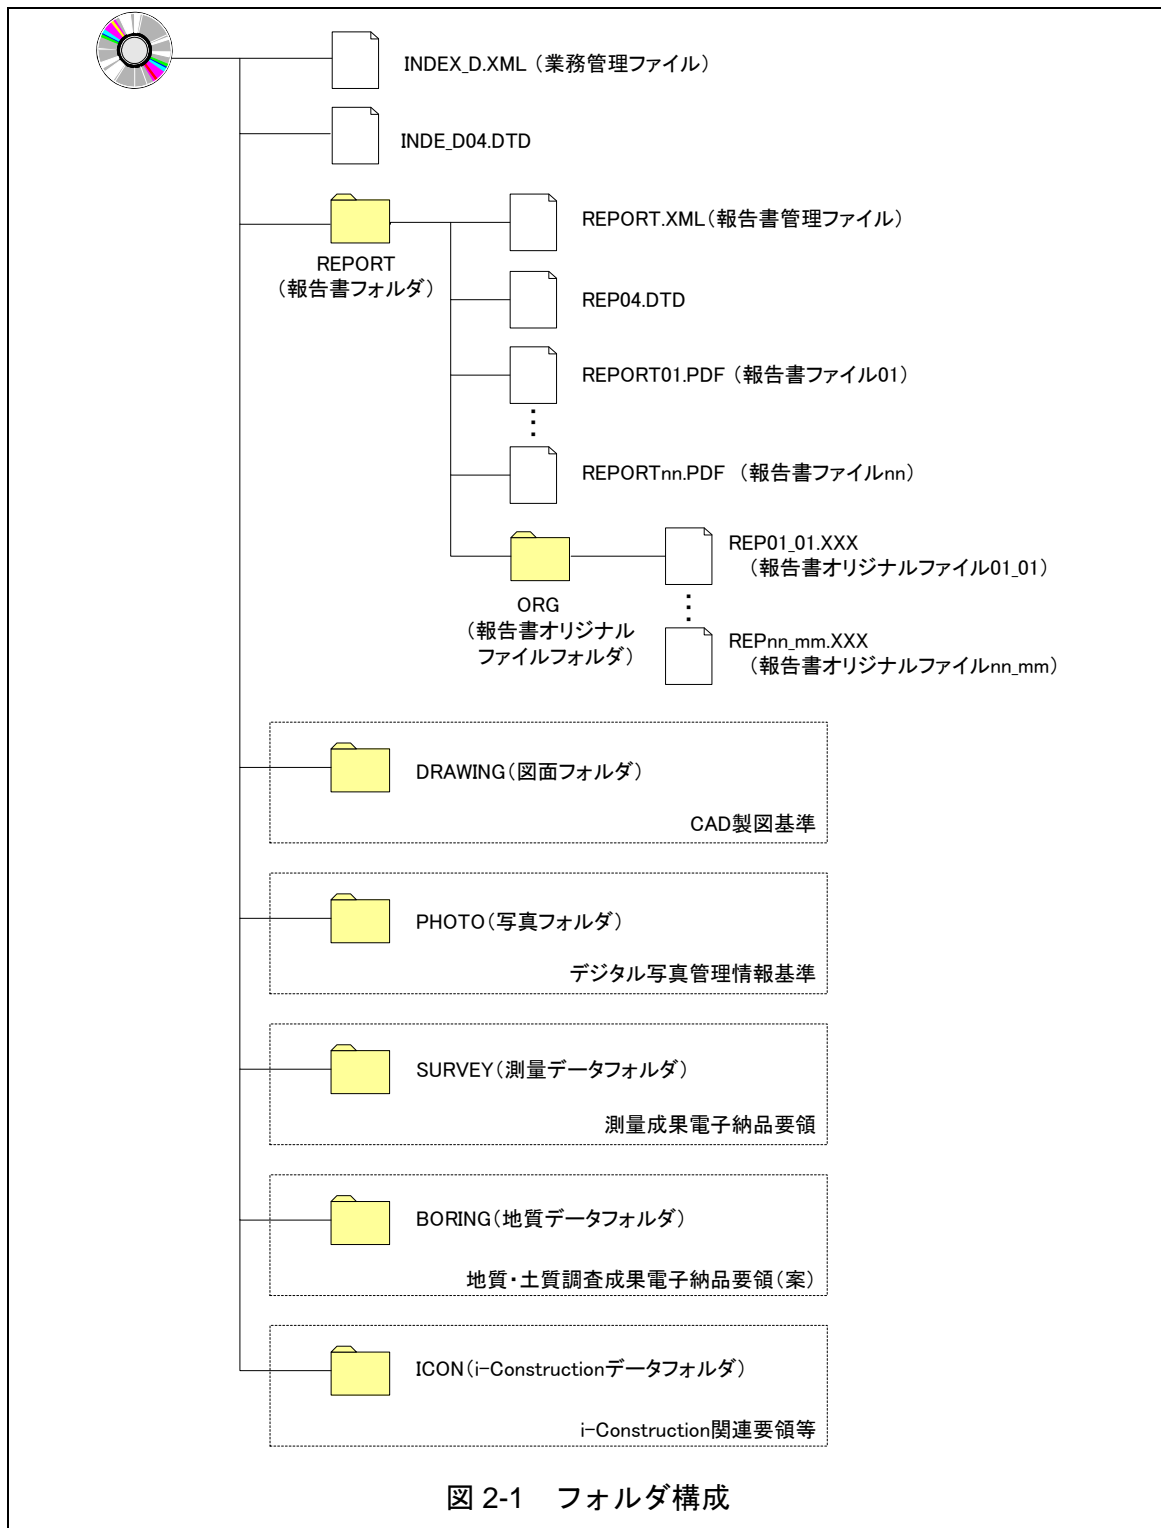 INDEX_D.XML（業務管理ファイル）
INDE_D04.DTD
REPORT
（報告書フォルダ）
REPORT.XML（報告書管理ファイル）
REP04.DTD
REPORT01.PDF（報告書ファイル01）
REPORTnn.PDF （報告書ファイルnn）
ORG
（報告書オリジナル
ファイルフォルダ）
REP01_01.XXX
（報告書オリジナルファイル01_01）
REPnn_mm.XXX
（報告書オリジナルファイルnn_mm）
DRAWING（図面フォルダ）
CAD製図基準
PHOTO（写真フォルダ）
デジタル写真管理情報基準
SURVEY（測量データフォルダ）
測量成果電子納品要領
BORING（地質データフォルダ）
地質・土質調査成果電子納品要領（案）
ICON（i-Constructionデータフォルダ）
i-Construction関連要領等
図 2-1　フォルダ構成